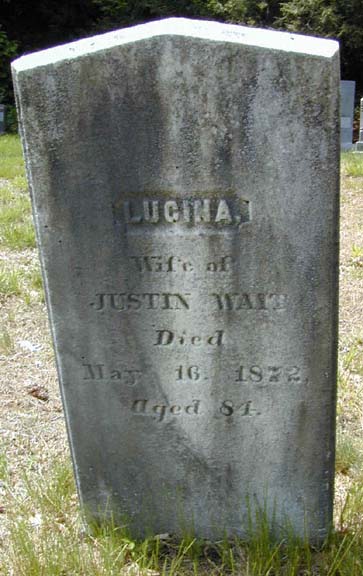 LUCINA,
Wife of
JUSTIN WAIT
Died
May 16. 1872.
Aged 84.